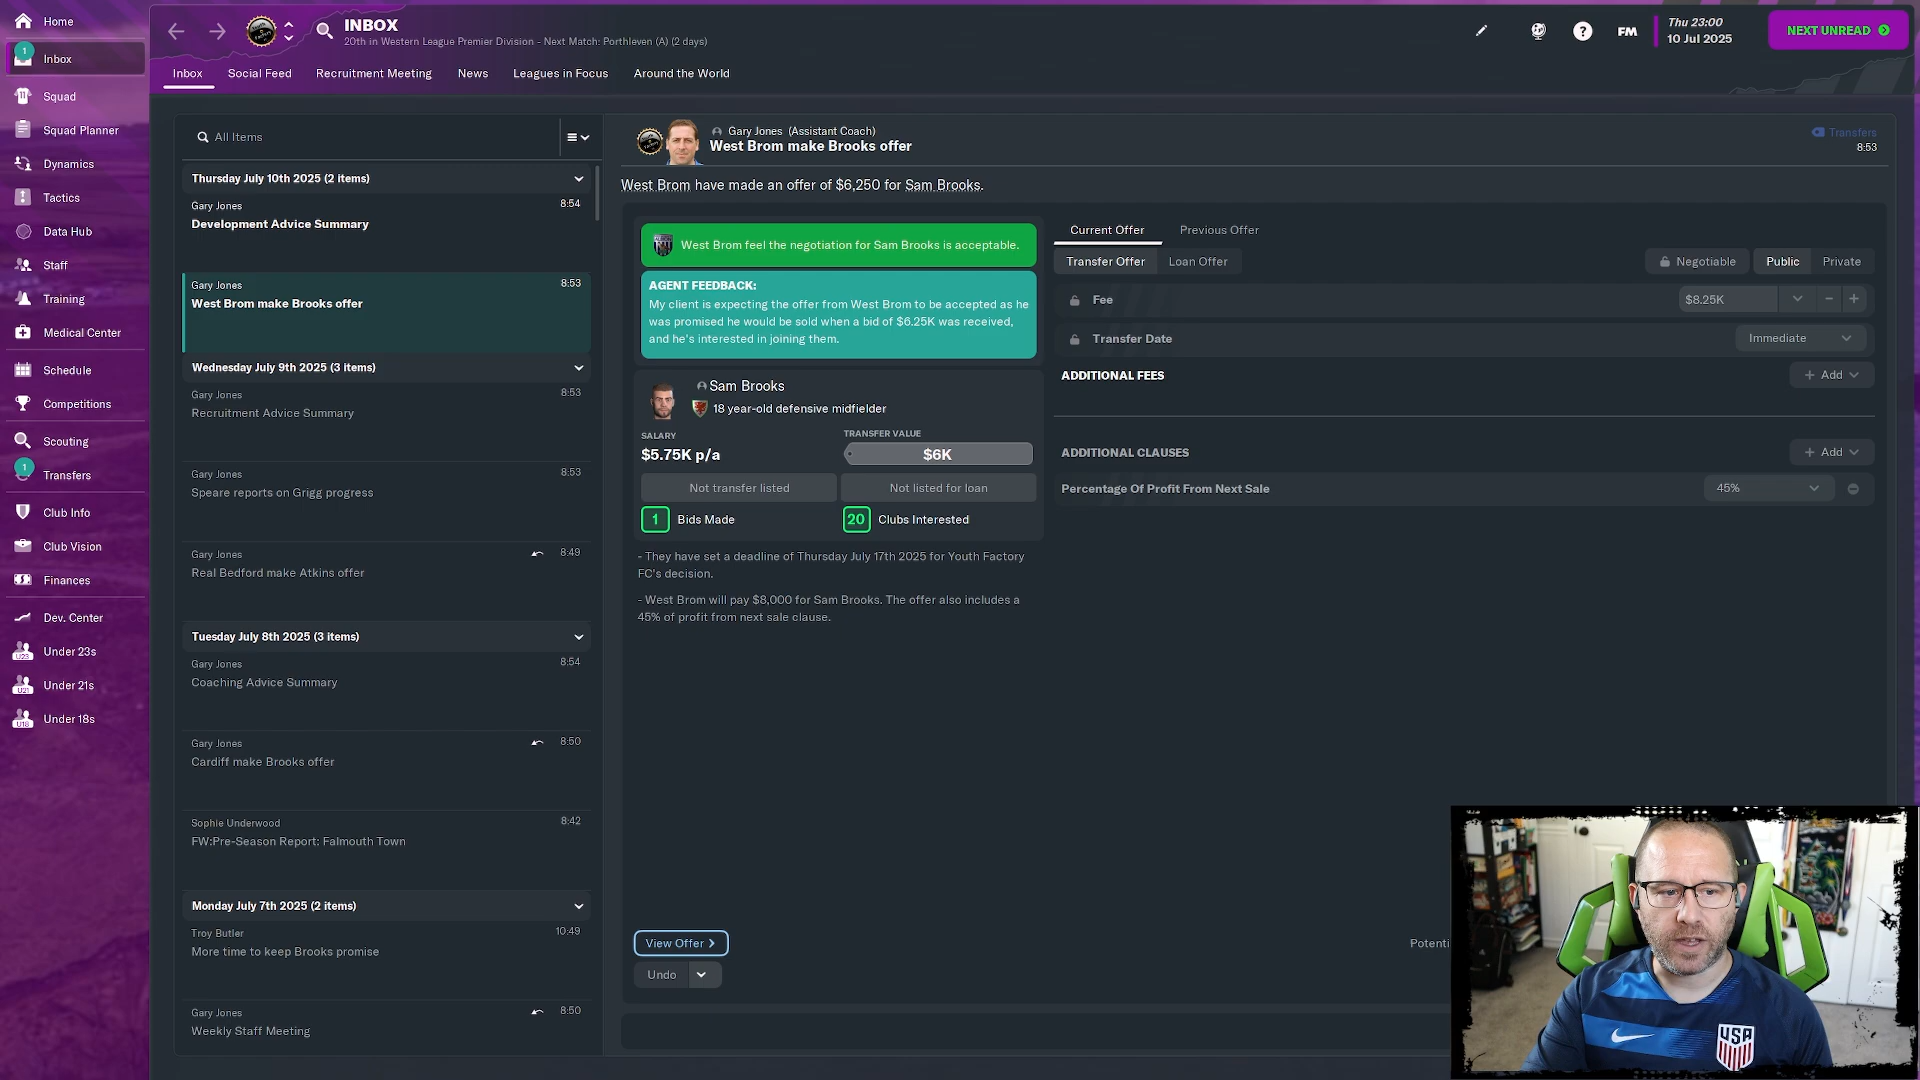 Home
1
Inbox
Squad
Squad Planner
Dynamics
Tactics
Data Hub
Staff
Training
Medical Center
Schedule
Competitions
Scouting
1
Transfers
Club Info
Club Vision
Finances
Dev. Center
U23
Under 23s
U21
Under 21s
U18
Under 18s
INBOX
20th in Western League Premier Division - Next Match: Porthleven (A) (2 days)
FM
Thu 23:00
10 Jul 2025
NEXT UNREAD
Inbox
Social Feed
Recruitment Meeting
News
Leagues in Focus
Around the World
All Items
Thursday July 10th 2025 (2 items)
Gary Jones 8:54
Development Advice Summary
Gary Jones 8:53
West Brom make Brooks offer
Wednesday July 9th 2025 (3 items)
Gary Jones 8:53
Recruitment Advice Summary
Gary Jones 8:53
Speare reports on Grigg progress
Gary Jones 8:49
Real Bedford make Atkins offer
Tuesday July 8th 2025 (3 items)
Gary Jones 8:54
Coaching Advice Summary
Gary Jones 8:50
Cardiff make Brooks offer
Sophie Underwood 8:42
FW:Pre-Season Report: Falmouth Town
Monday July 7th 2025 (2 items)
Troy Butler 10:49
More time to keep Brooks promise
Gary Jones 8:50
Weekly Staff Meeting
Gary Jones (Assistant Coach)
West Brom make Brooks offer
Transfers
8:53
West Brom have made an offer of $6,250 for Sam Brooks.
West Brom feel the negotiation for Sam Brooks is acceptable.
AGENT FEEDBACK:
My client is expecting the offer from West Brom to be accepted as he
was promised he would be sold when a bid of $6.25K was received,
and he's interested in joining them.
Sam Brooks
18 year-old defensive midfielder
SALARY
$5.75K p/a
TRANSFER VALUE
$6K
Not transfer listed
Not listed for loan
1 Bids Made
20 Clubs Interested
- They have set a deadline of Thursday July 17th 2025 for Youth Factory
FC's decision.
- West Brom will pay $8,000 for Sam Brooks. The offer also includes a
45% of profit from next sale clause.
View Offer
Undo
Current Offer
Previous Offer
Transfer Offer
Loan Offer
Negotiable
Public
Private
Fee
$8.25K
Transfer Date
Immediate
ADDITIONAL FEES
+ Add
ADDITIONAL CLAUSES
+ Add
Percentage Of Profit From Next Sale
45%
Potenti
USA